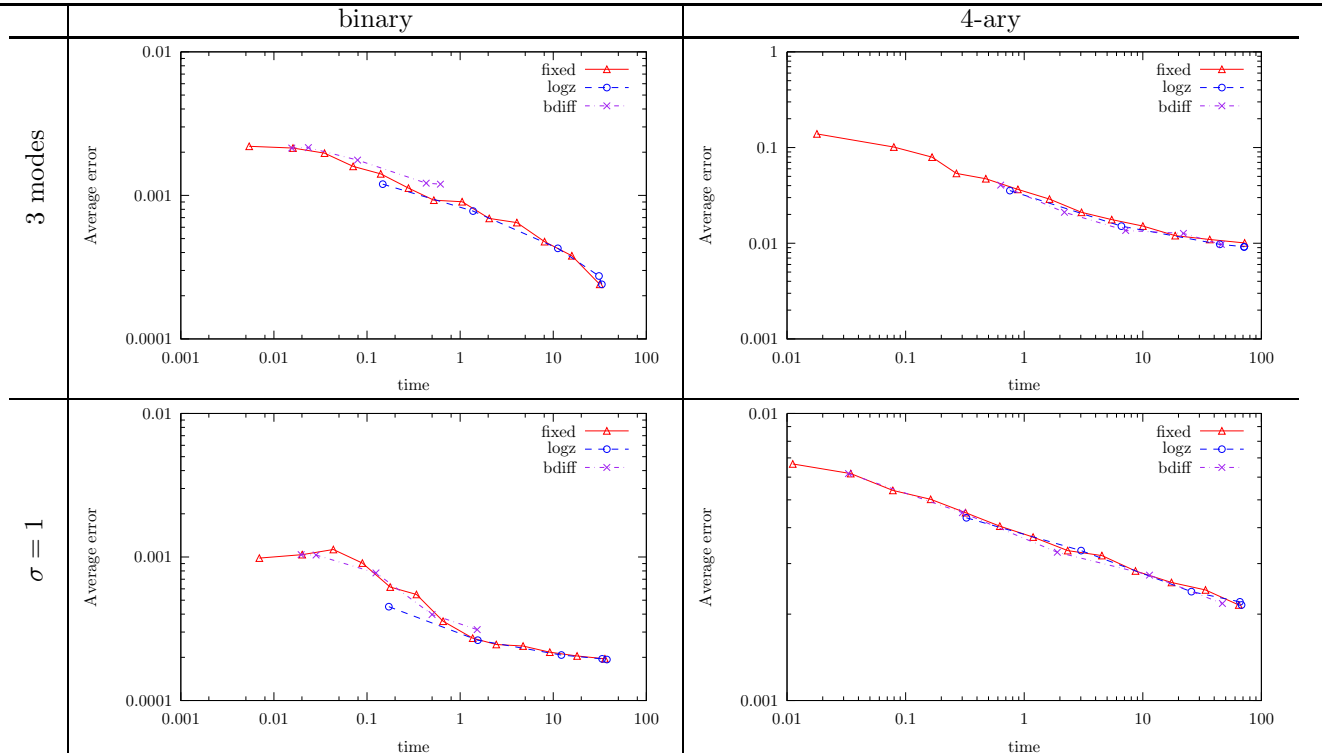 binary 4-ary
3 modes
0.01
0.001
0.0001
0.001 0.01 0.1 1 10 100
Average error
time
fixed
logz
bdiff
1
0.1
0.01
0.001
0.01 0.1 1 10 100
Average error
time
fixed
logz
bdiff
σ = 1
0.01
0.001
0.0001
0.001 0.01 0.1 1 10 100
Average error
time
fixed
logz
bdiff
0.01
0.001
0.01 0.1 1 10 100
Average error
time
fixed
logz
bdiff